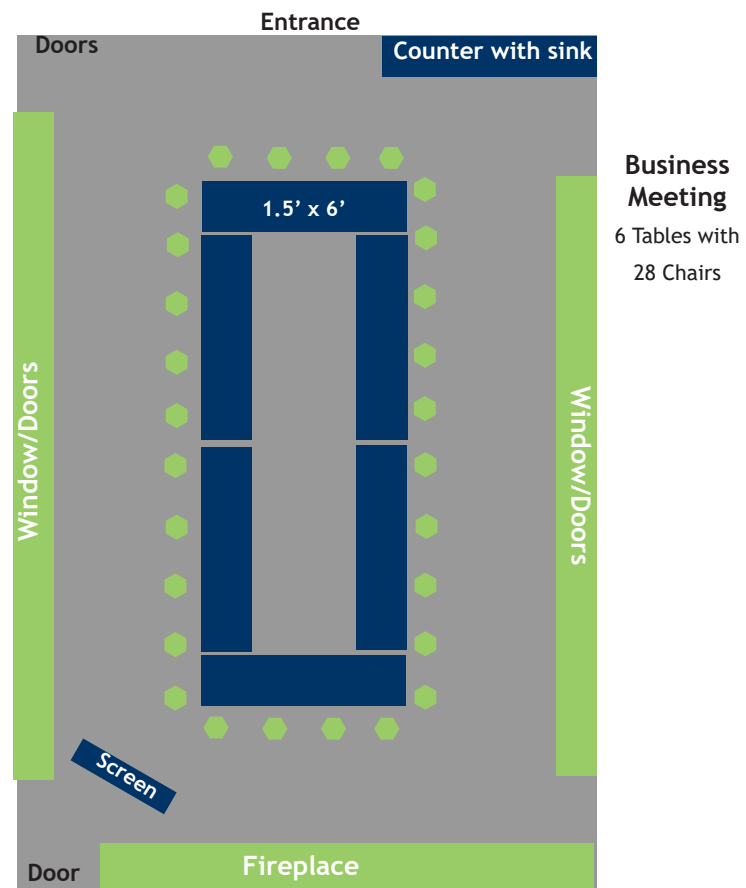 Entrance
Doors
Counter with sink
Business
Meeting
6 Tables with
28 Chairs
1.5’ x 6’
Window/Doors
Window/Doors
Screen
Fireplace
Door